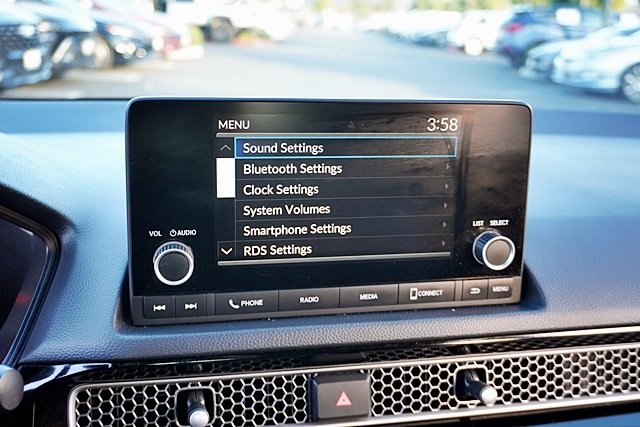 MENU 3:58
Sound Settings
Bluetooth Settings
Clock Settings
System Volumes
Smartphone Settings
RDS Settings
VOL AUDIO
LIST SELECT
PHONE RADIO MEDIA CONNECT MENU